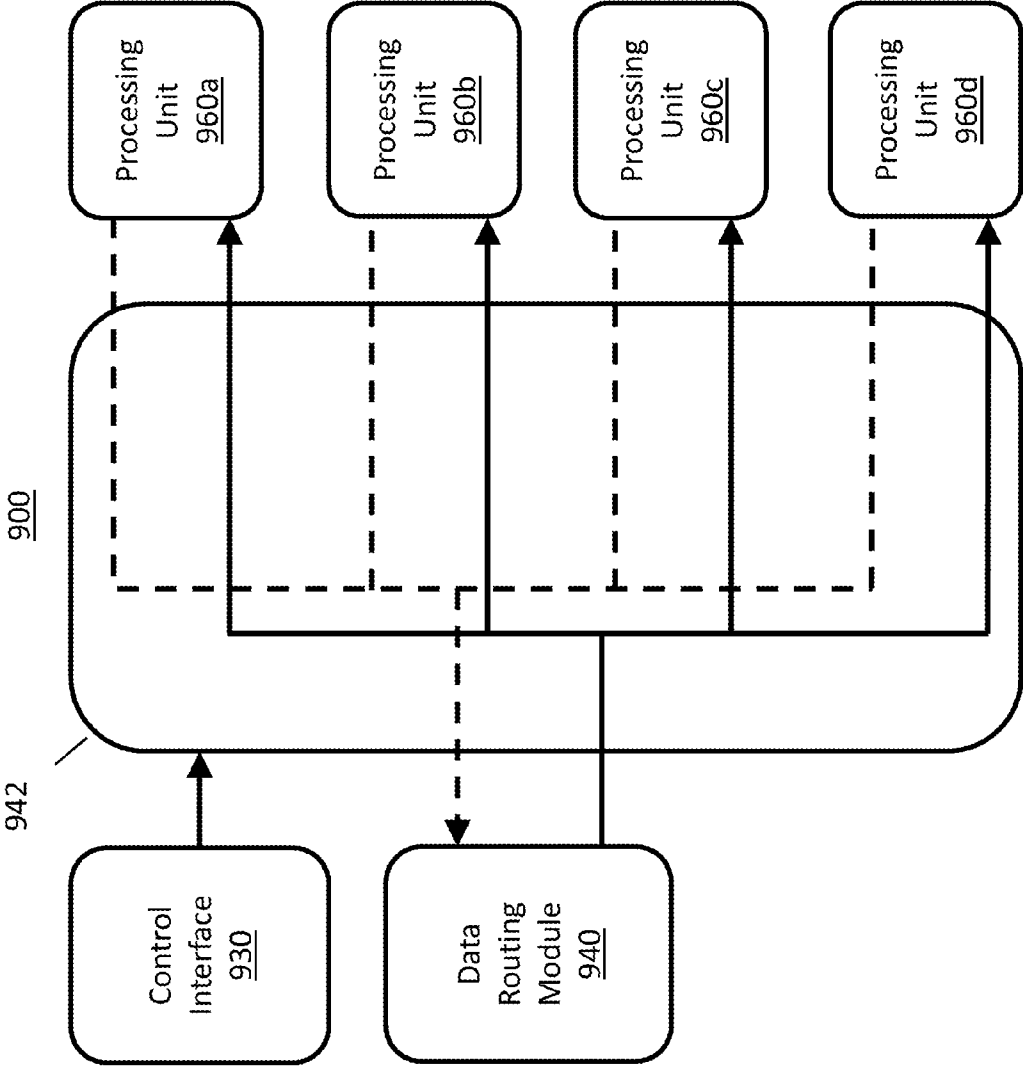 900
942
Control
Interface
930
Data
Routing
Module
940
Processing
Unit
960a
Processing
Unit
960b
Processing
Unit
960c
Processing
Unit
960d